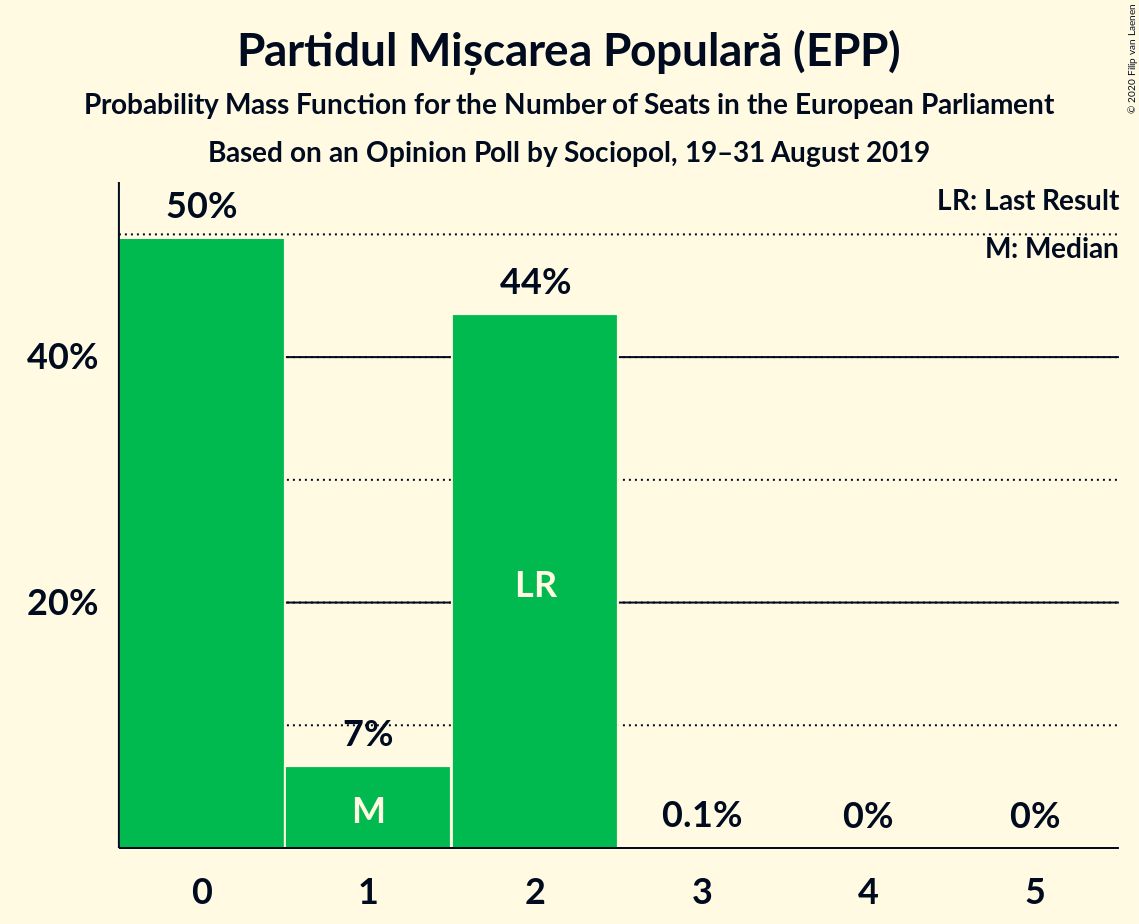 Partidul Mișcarea Populară (EPP)
Probability Mass Function for the Number of Seats in the European Parliament
Based on an Opinion Poll by Sociopol, 19–31 August 2019
© 2020 Filip van Laenen
LR: Last Result
M: Median
50%
44%
40%
LR
20%
7%
M
0.1%
0%
0%
0 1 2 3 4 5